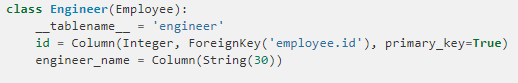 class Engineer(Employee):
    __tablename__ = 'engineer'
    id = Column(Integer, ForeignKey('employee.id'), primary_key=True)
    engineer_name = Column(String(30))